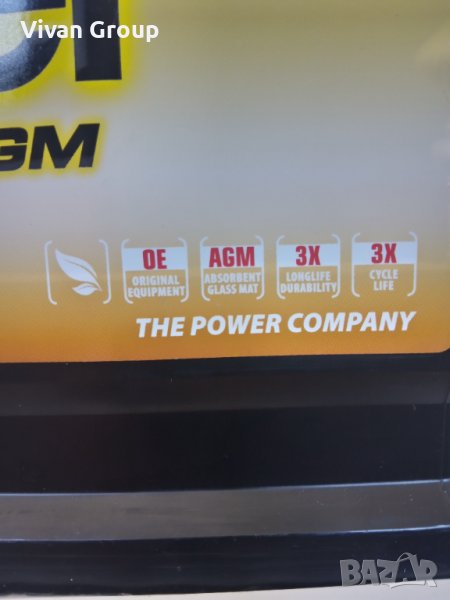 Vivan Group
GM
OE
ORIGINAL
EQUIPMENT
AGM
ABSORBENT
GLASS MAT
3X
LONGLIFE
DURABILITY
3X
CYCLE
LIFE
THE POWER COMPANY
BAZAR